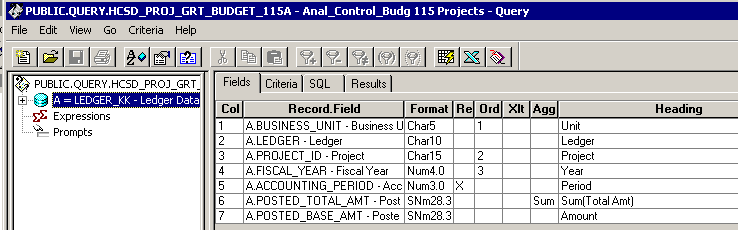 PUBLIC.QUERY.HCSD_PROJ_GRT_BUDGET_115A - Anal_Control_Budg 115 Projects - Query
File Edit View Go Criteria Help
PUBLIC.QUERY.HCSD_PROJ_GRT_
A = LEDGER_KK - Ledger Data
Expressions
Prompts
Fields Criteria SQL Results
Col Record.Field Format Re Ord Xlt Agg Heading
1 A.BUSINESS_UNIT - Business U Char5 1 Unit
2 A.LEDGER - Ledger Char10 Ledger
3 A.PROJECT_ID - Project Char15 2 Project
4 A.FISCAL_YEAR - Fiscal Year Num4.0 3 Year
5 A.ACCOUNTING_PERIOD - Acc Num3.0 X Period
6 A.POSTED_TOTAL_AMT - Post SNm28.3 Sum Sum(Total Amt)
7 A.POSTED_BASE_AMT - Poste SNm28.3 Amount